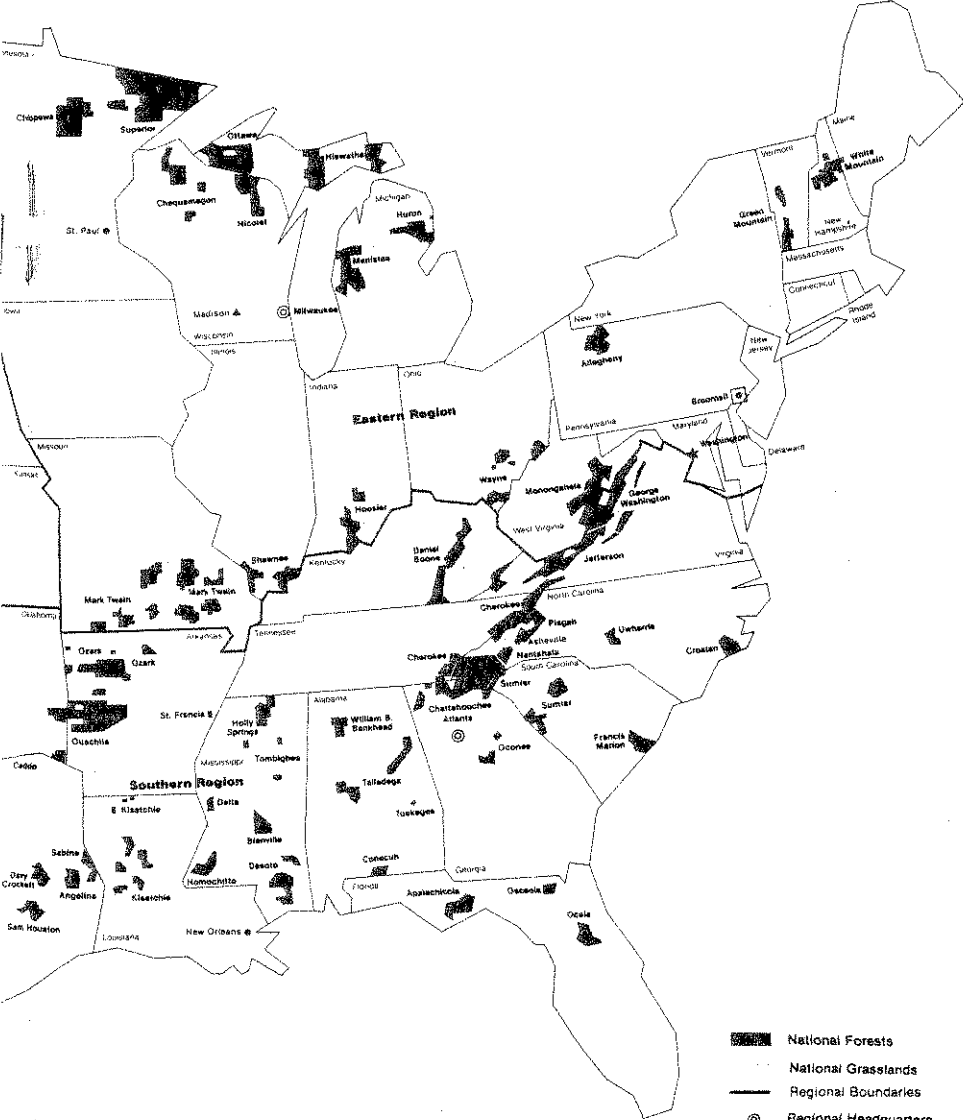 Chippewa
Superior
Ottawa
Hiawatha
Maine
Vermont
White
Mountain
Chequamegon
Nicolet
Michigan
Huron
Green
Mountain
New
Hampshire
St. Paul
Manistee
Massachusetts
Connecticut
Rhode
Island
Iowa
Madison
Milwaukee
Wisconsin
Illinois
New York
New
Jersey
Allegheny
Indiana
Ohio
Eastern Region
Broomall
Pennsylvania
Maryland
Washington
Delaware
Missouri
Kansas
Wayne
Monongahela
George
Washington
Hoosier
West Virginia
Daniel
Boone
Jefferson
Virginia
Shawnee
Kentucky
Mark Twain
Mark Twain
Oklahoma
Arkansas
Tennessee
Cherokee
North Carolina
Pisgah
Asheville
Uwharrie
Croatan
Ozark
Ozark
Cherokee
Nantahala
South Carolina
Sumter
Sumter
Chattahoochee
Atlanta
St. Francis
Holly
Springs
Alabama
William B.
Bankhead
Ouachita
Oconee
Francis
Marion
Caddo
Mississippi
Tombigbee
Southern Region
Talladega
Kisatchie
Delta
Tuskegee
Bienville
Sabine
Davy
Crockett
Angelina
Kisatchie
Homochitto
Desoto
Conecuh
Georgia
Florida
Apalachicola
Osceola
Ocala
Sam Houston
Louisiana
New Orleans
National Forests
National Grasslands
Regional Boundaries
Regional Headquarters